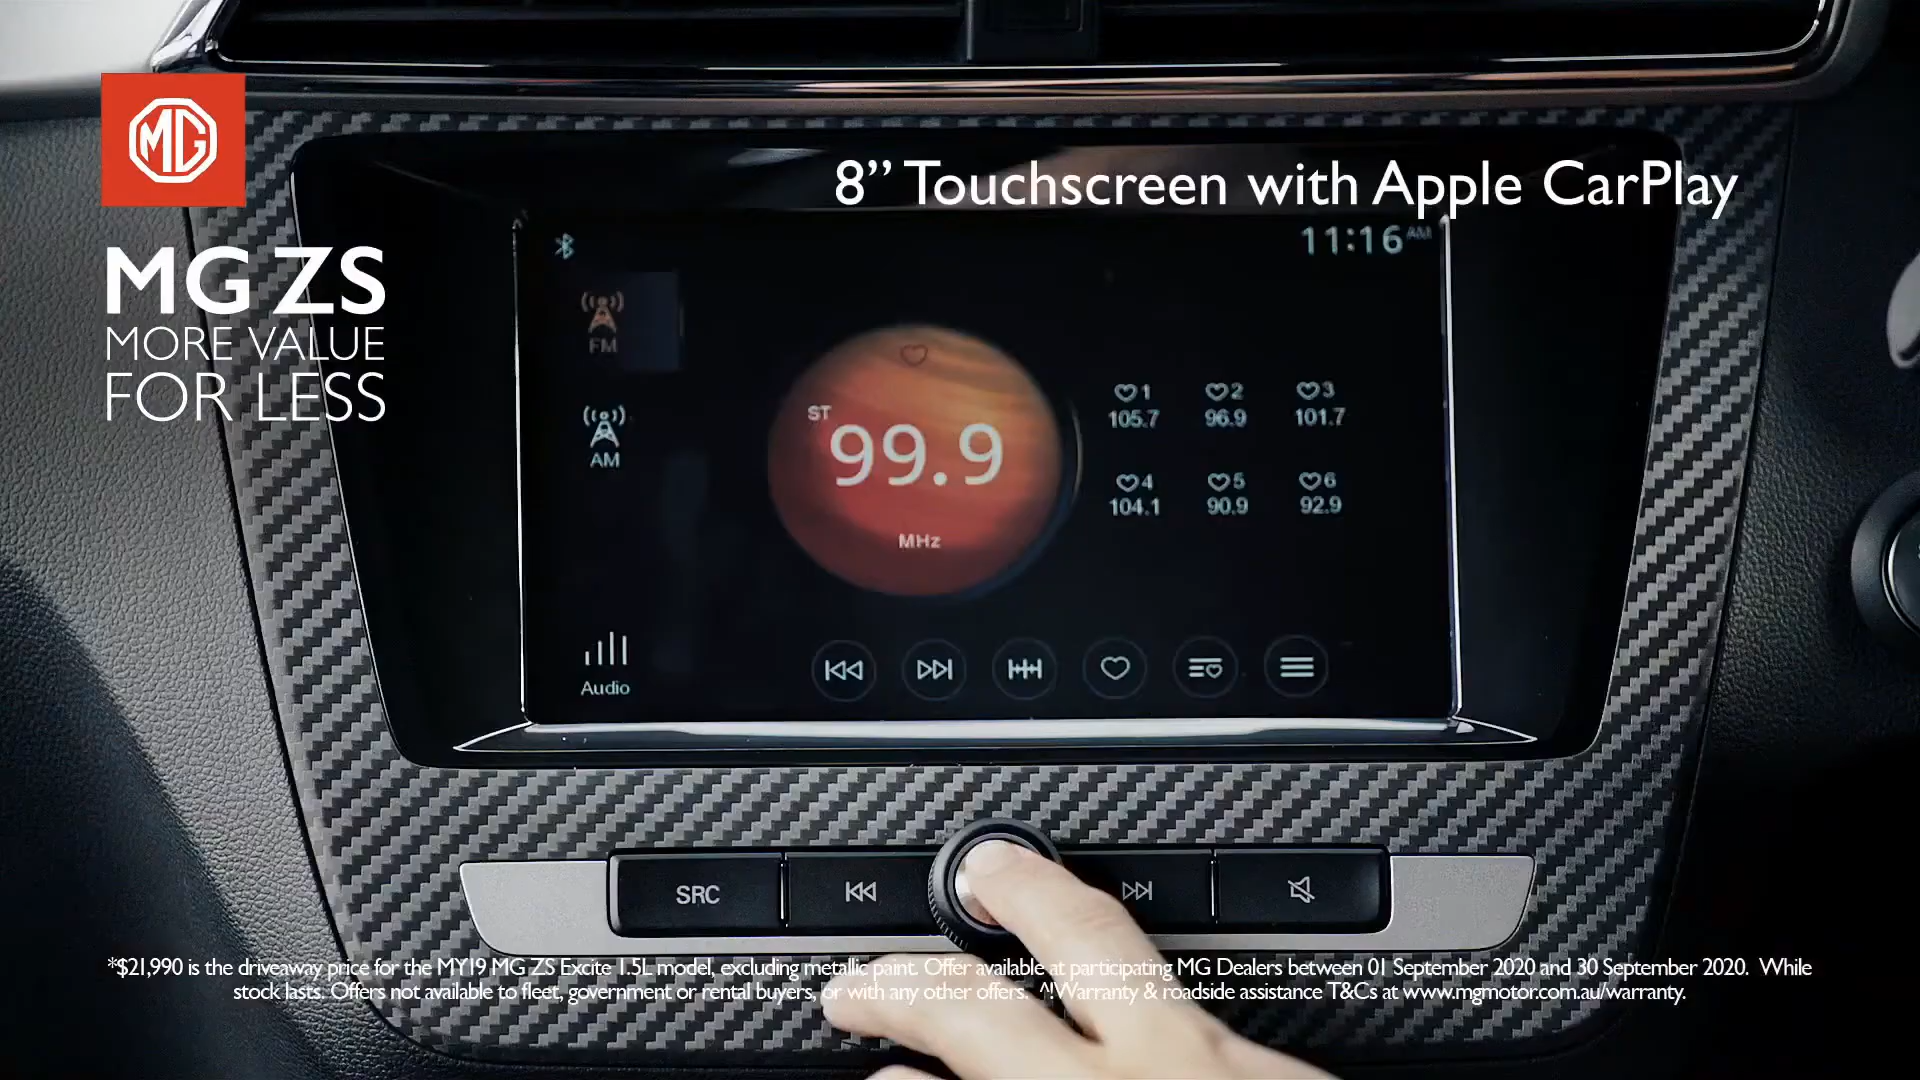 MG
8” Touchscreen with Apple CarPlay
11:16 AM
MG ZS
MORE VALUE
FOR LESS
FM
AM
Audio
ST
99.9
MHz
1 2 3
105.7 96.9 101.7
4 5 6
104.1 90.9 92.9
SRC
*$21,990 is the driveaway price for the MY19 MG ZS Excite 1.5L model, excluding metallic paint. Offer available at participating MG Dealers between 01 September 2020 and 30 September 2020. While
stock lasts. Offers not available to fleet, government or rental buyers, or with any other offers. ^!Warranty & roadside assistance T&Cs at www.mgmotor.com.au/warranty.